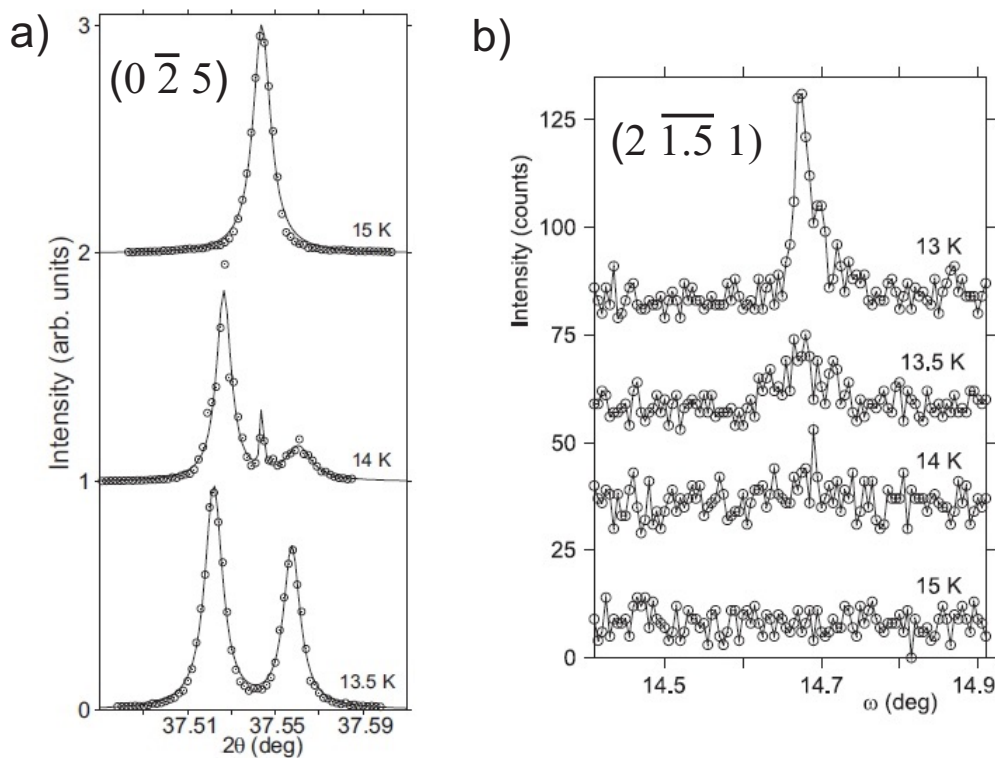 a)
(0 2̅ 5)
Intensity (arb. units)
3
2
1
0
15 K
14 K
13.5 K
37.51 37.55 37.59
2θ (deg)
b)
(2 1.5̅ 1)
Intensity (counts)
125
100
75
50
25
0
13 K
13.5 K
14 K
15 K
14.5 14.7 14.9
ω (deg)